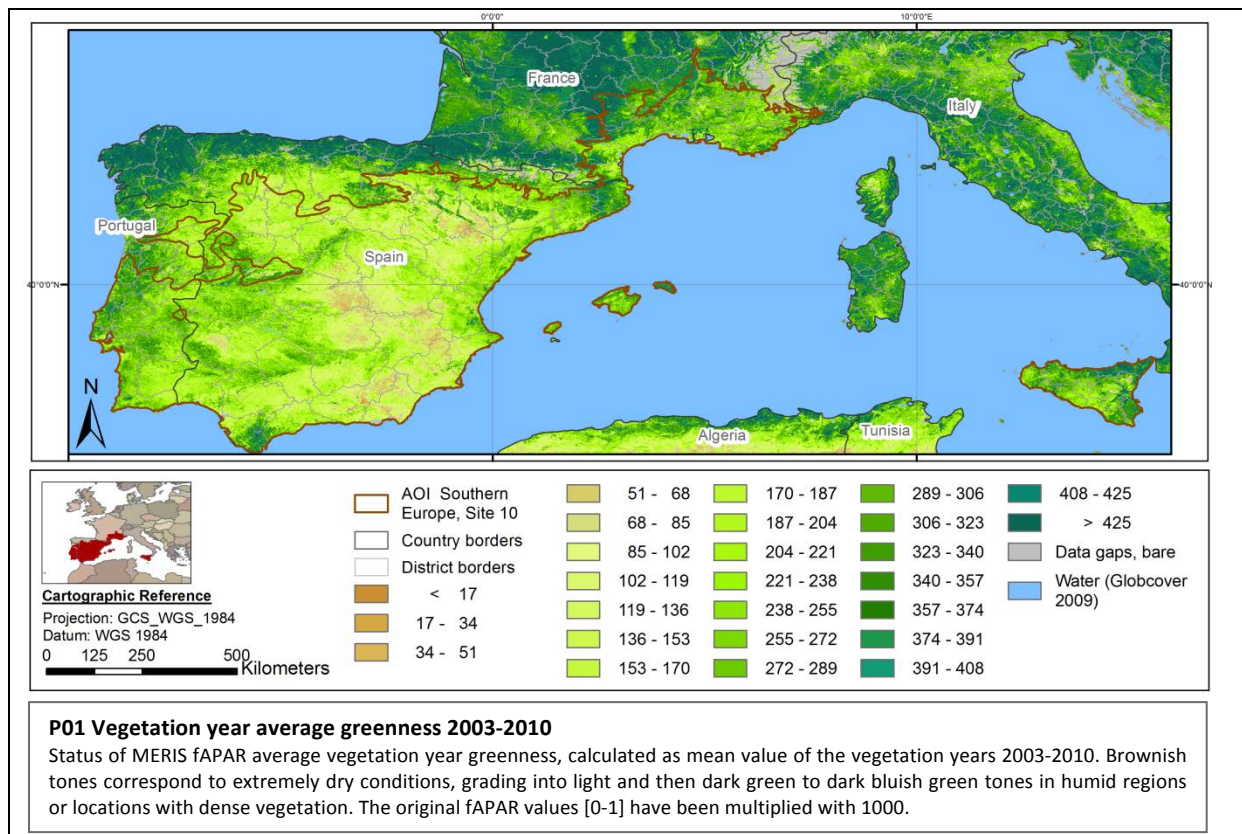 0°0'0"
10°0'0"E
France
Italy
Portugal
Spain
40°0'0"N
40°0'0"N
N
Algeria
Tunisia
AOI Southern
Europe, Site 10
Country borders
District borders
< 17
17 - 34
34 - 51
51 - 68
68 - 85
85 - 102
102 - 119
119 - 136
136 - 153
153 - 170
170 - 187
187 - 204
204 - 221
221 - 238
238 - 255
255 - 272
272 - 289
289 - 306
306 - 323
323 - 340
340 - 357
357 - 374
374 - 391
391 - 408
408 - 425
> 425
Data gaps, bare
Water (Globcover
2009)
Cartographic Reference
Projection: GCS_WGS_1984
Datum: WGS 1984
0 125 250 500
Kilometers
P01 Vegetation year average greenness 2003-2010
Status of MERIS fAPAR average vegetation year greenness, calculated as mean value of the vegetation years 2003-2010. Brownish
tones correspond to extremely dry conditions, grading into light and then dark green to dark bluish green tones in humid regions
or locations with dense vegetation. The original fAPAR values [0-1] have been multiplied with 1000.